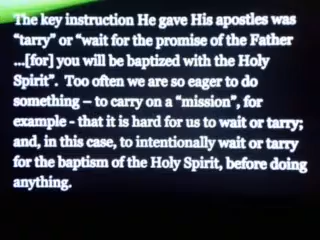 The key instruction He gave His apostles was
“tarry” or “wait for the promise of the Father
...[for] you will be baptized with the Holy
Spirit”.  Too often we are so eager to do
something – to carry on a “mission”, for
example - that it is hard for us to wait or tarry;
and, in this case, to intentionally wait or tarry
for the baptism of the Holy Spirit, before doing
anything.